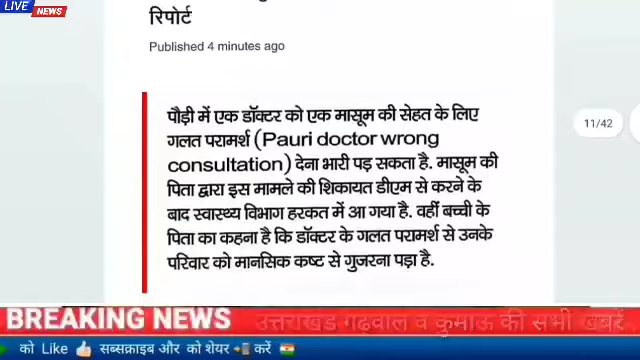 LIVE
NEWS
रिपोर्ट
Published 4 minutes ago
पौड़ी में एक डॉक्टर को एक मासूम की सेहत के लिए
गलत परामर्श (Pauri doctor wrong
consultation) देना भारी पड़ सकता है. मासूम की
पिता द्वारा इस मामले की शिकायत डीएम से करने के
बाद स्वास्थ्य विभाग हरकत में आ गया है. वहीं बच्ची के
पिता का कहना है कि डॉक्टर के गलत परामर्श से उनके
परिवार को मानसिक कष्ट से गुजरना पड़ा है.
11/42
BREAKING NEWS
उत्तराखंड गढ़वाल व कुमाऊ की सभी खबरें
को Like 👍🏻 सब्सक्राइब और को शेयर 📲 करें 🇮🇳